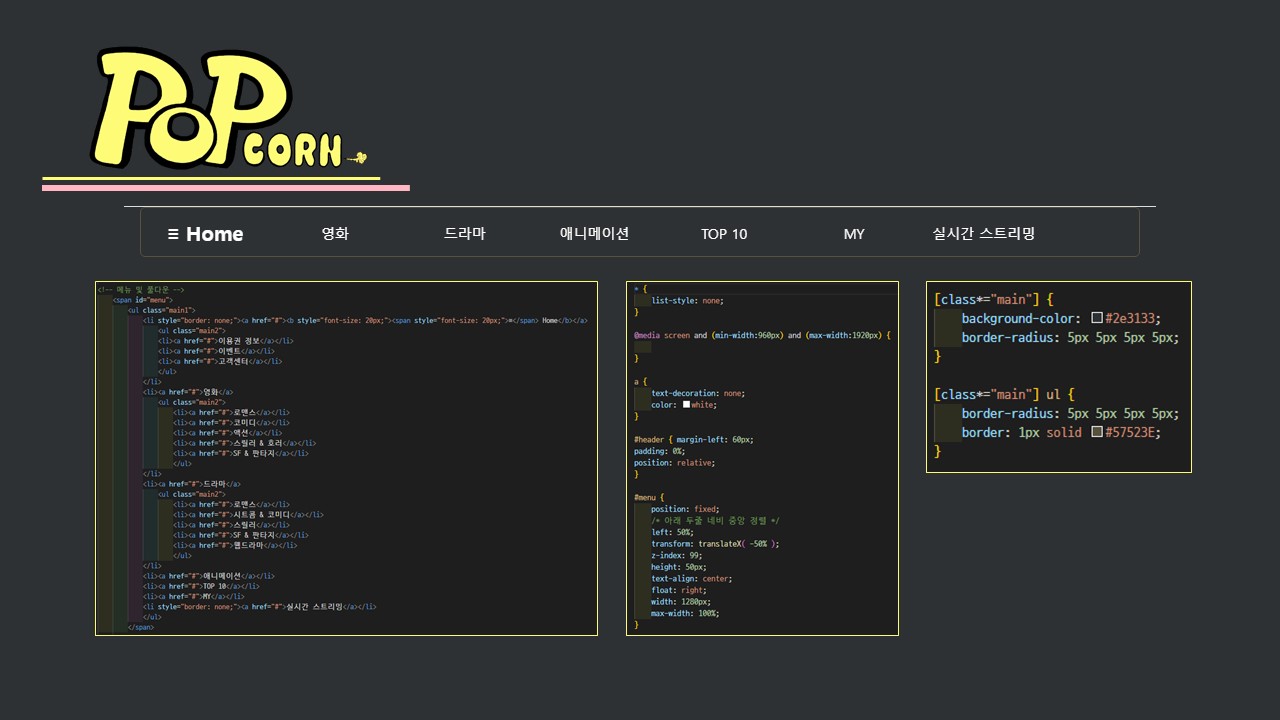 POP CORN
☰ Home 영화 드라마 애니메이션 TOP 10 MY 실시간 스트리밍
<!-- 메뉴 및 풀다운 -->
<span id="menu">
<ul class="main1">
<li style="border: none;"><a href="#"><b style="font-size: 20px;"><span style="font-size: 20px;">≡</span> Home</b></a>
<ul class="main2">
<li><a href="#">이용권 정보</a></li>
<li><a href="#">이벤트</a></li>
<li><a href="#">고객센터</a></li>
</ul>
</li>
<li><a href="#">영화</a>
<ul class="main2">
<li><a href="#">로맨스</a></li>
<li><a href="#">코미디</a></li>
<li><a href="#">액션</a></li>
<li><a href="#">스릴러 & 호러</a></li>
<li><a href="#">SF & 판타지</a></li>
</ul>
</li>
<li><a href="#">드라마</a>
<ul class="main2">
<li><a href="#">로맨스</a></li>
<li><a href="#">시트콤 & 코미디</a></li>
<li><a href="#">스릴러</a></li>
<li><a href="#">SF & 판타지</a></li>
<li><a href="#">웹드라마</a></li>
</ul>
</li>
<li><a href="#">애니메이션</a></li>
<li><a href="#">TOP 10</a></li>
<li><a href="#">MY</a></li>
<li style="border: none;"><a href="#">실시간 스트리밍</a></li>
</ul>
</span>
* {
list-style: none;
}
@media screen and (min-width:960px) and (max-width:1920px) {
}
a {
text-decoration: none;
color: white;
}
#header { margin-left: 60px;
padding: 0%;
position: relative;
}
#menu {
position: fixed;
/* 아래 두줄 네비 중앙 정렬 */
left: 50%;
transform: translateX( -50% );
z-index: 99;
height: 50px;
text-align: center;
float: right;
width: 1280px;
max-width: 100%;
}
[class*="main"] {
background-color: #2e3133;
border-radius: 5px 5px 5px 5px;
}
[class*="main"] ul {
border-radius: 5px 5px 5px 5px;
border: 1px solid #57523E;
}